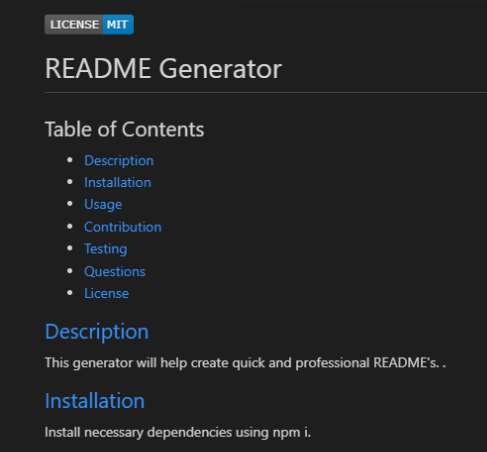 LICENSE MIT
README Generator
Table of Contents
Description
Installation
Usage
Contribution
Testing
Questions
License
Description
This generator will help create quick and professional README's. .
Installation
Install necessary dependencies using npm i.